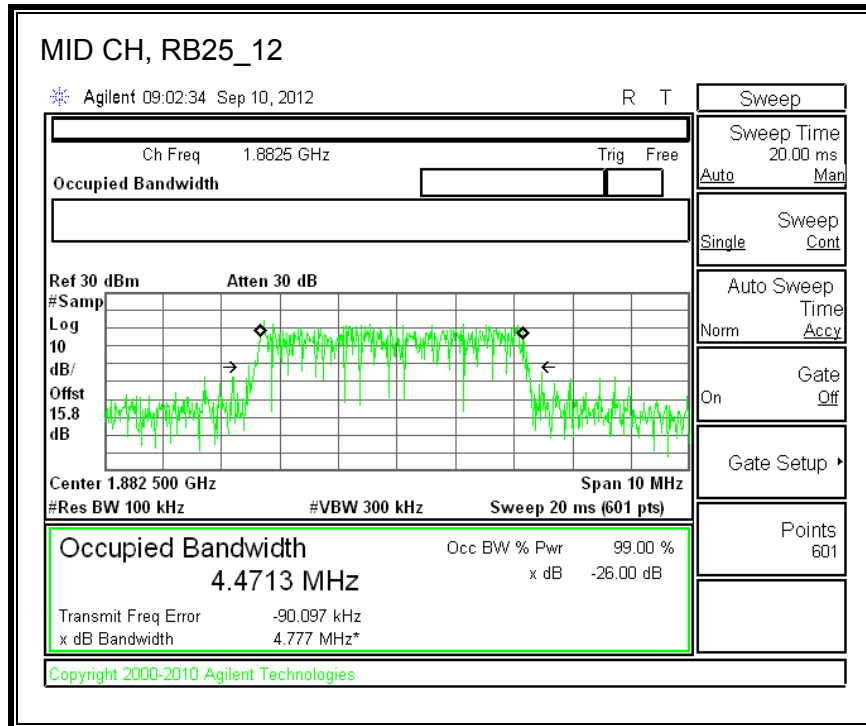 MID CH, RB25_12
Agilent 09:02:34 Sep 10, 2012 R T
Ch Freq 1.8825 GHz Trig Free
Occupied Bandwidth
Ref 30 dBm Atten 30 dB
#Samp
Log
10
dB/
Offst
15.8
dB
Center 1.882 500 GHz Span 10 MHz
#Res BW 100 kHz #VBW 300 kHz Sweep 20 ms (601 pts)
Occupied Bandwidth Occ BW % Pwr 99.00 %
4.4713 MHz x dB -26.00 dB
Transmit Freq Error -90.097 kHz
x dB Bandwidth 4.777 MHz*
Copyright 2000-2010 Agilent Technologies
Sweep
Sweep Time
20.00 ms
Auto Man
Sweep
Single Cont
Auto Sweep
Time
Norm Accy
Gate
On Off
Gate Setup
Points
601